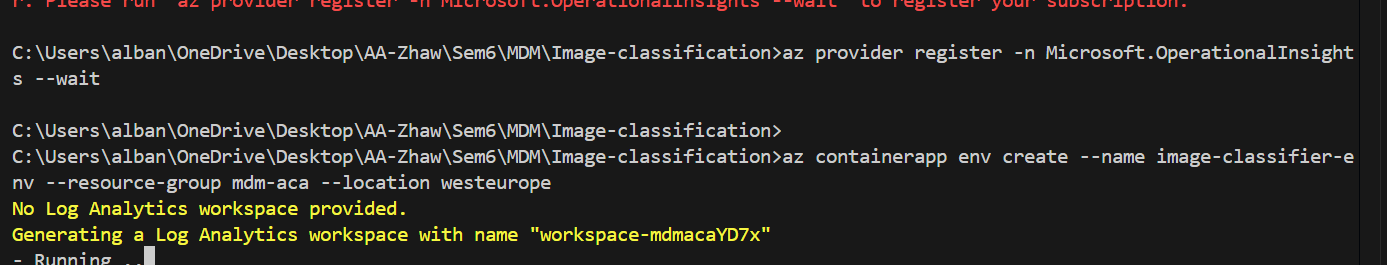 r. Please run 'az provider register -n Microsoft.OperationalInsights --wait' to register your subscription.
C:\Users\alban\OneDrive\Desktop\AA-Zhaw\Sem6\MDM\Image-classification>az provider register -n Microsoft.OperationalInsight
s --wait
C:\Users\alban\OneDrive\Desktop\AA-Zhaw\Sem6\MDM\Image-classification>
C:\Users\alban\OneDrive\Desktop\AA-Zhaw\Sem6\MDM\Image-classification>az containerapp env create --name image-classifier-e
nv --resource-group mdm-aca --location westeurope
No Log Analytics workspace provided.
Generating a Log Analytics workspace with name "workspace-mdmacaYD7x"
- Running ..